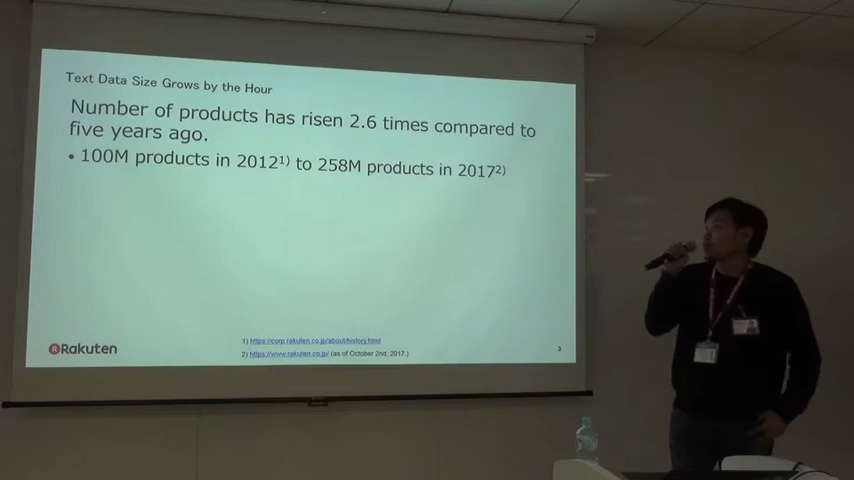 Text Data Size Grows by the Hour
Number of products has risen 2.6 times compared to
five years ago.
• 100M products in 2012¹⁾ to 258M products in 2017²⁾
1) https://corp.rakuten.co.jp/about/history.html
2) https://www.rakuten.co.jp/ (as of October 2nd, 2017.)
R Rakuten
3